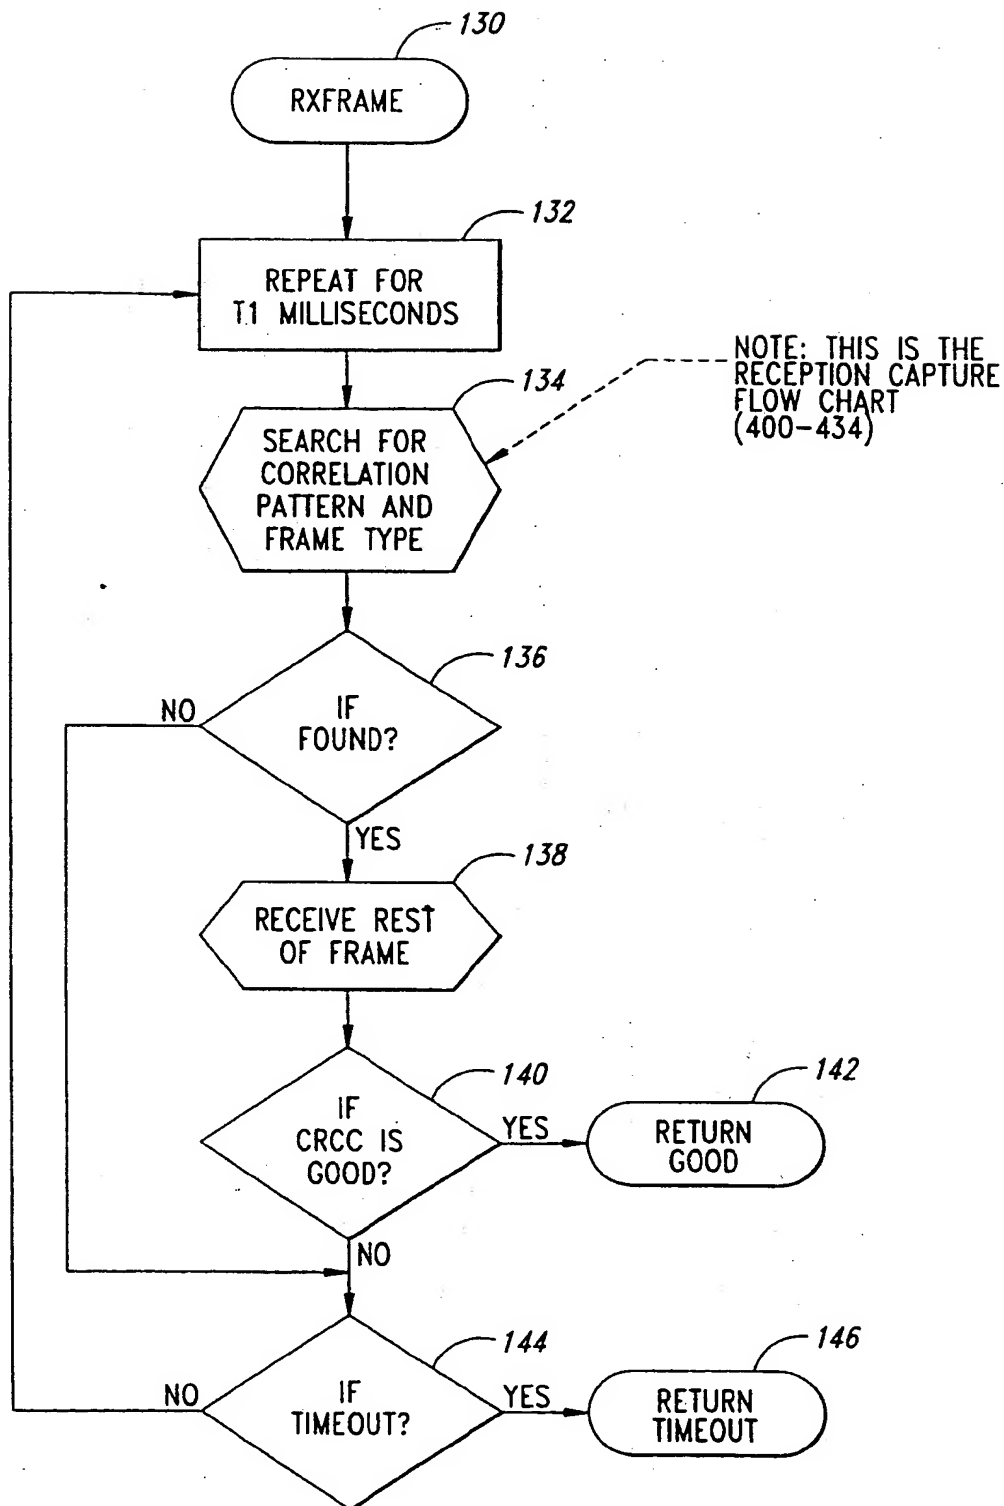 130
RXFRAME
132
REPEAT FOR
T1 MILLISECONDS
NOTE: THIS IS THE
RECEPTION CAPTURE
FLOW CHART
(400-434)
134
SEARCH FOR
CORRELATION
PATTERN AND
FRAME TYPE
136
NO
IF
FOUND?
YES
138
RECEIVE REST
OF FRAME
140
IF
CRCC IS
GOOD?
YES
142
RETURN
GOOD
NO
144
NO
IF
TIMEOUT?
YES
146
RETURN
TIMEOUT